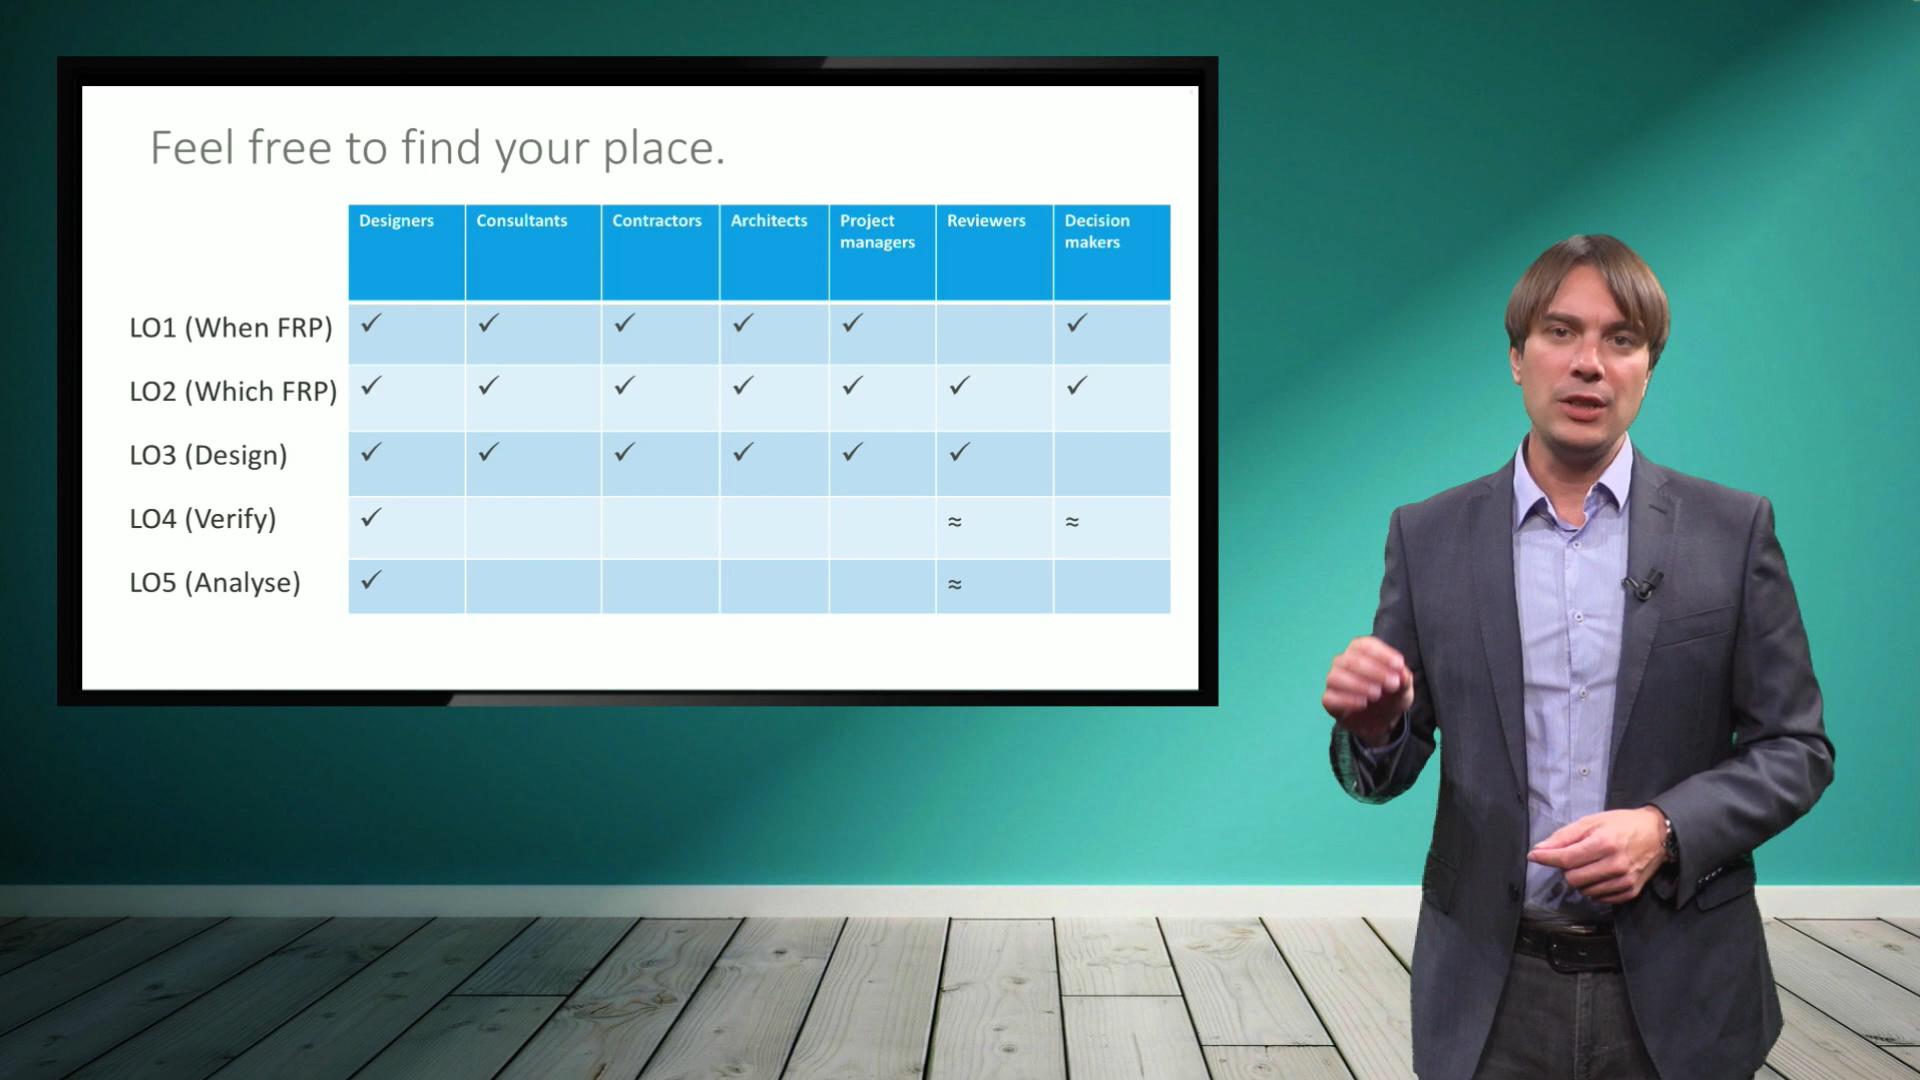 Feel free to find your place.
Designers Consultants Contractors Architects Project managers Reviewers Decision makers
LO1 (When FRP) ✓ ✓ ✓ ✓ ✓ ✓
LO2 (Which FRP) ✓ ✓ ✓ ✓ ✓ ✓ ✓
LO3 (Design) ✓ ✓ ✓ ✓ ✓ ✓
LO4 (Verify) ✓ ≈ ≈
LO5 (Analyse) ✓ ≈